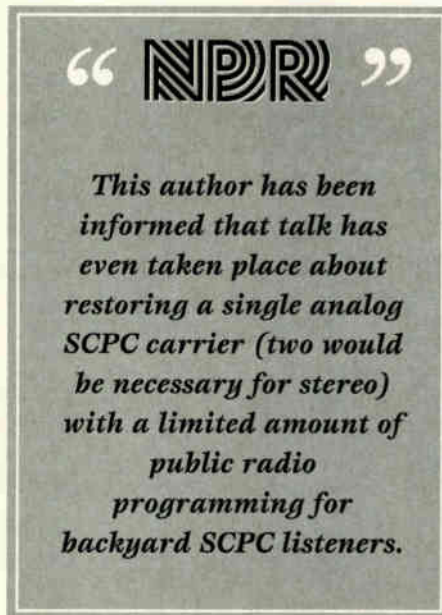 “ NPR ”
This author has been
informed that talk has
even taken place about
restoring a single analog
SCPC carrier (two would
be necessary for stereo)
with a limited amount of
public radio
programming for
backyard SCPC listeners.